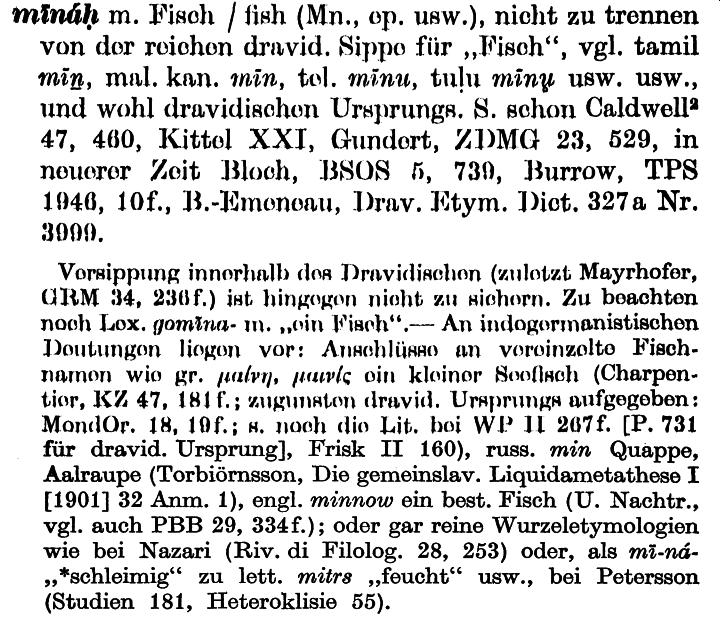 mīnáḥ m. Fisch / fish (Mn., ep. usw.), nicht zu trennen
von der reichen dravid. Sippe für „Fisch“, vgl. tamil
mīṉ, mal. kan. mīn, tel. mīnu, tuḷu mīnụ usw. usw.,
und wohl dravidischen Ursprungs. S. schon Caldwell²
47, 460, Kittel XXI, Gundert, ZDMG 23, 529, in
neuerer Zeit Bloch, BSOS 5, 739, Burrow, TPS
1946, 10f., B.-Emeneau, Drav. Etym. Dict. 327a Nr.
3999.
Versippung innerhalb des Dravidischen (zuletzt Mayrhofer,
GRM 34, 236f.) ist hingegen nicht zu sichern. Zu beachten
noch Lex. gomīna- m. „ein Fisch“.— An indogermanistischen
Deutungen liegen vor: Anschlüsse an vereinzelte Fisch-
namen wie gr. μαίνη, μαινίς ein kleiner Seefisch (Charpen-
tier, KZ 47, 181f.; zugunsten dravid. Ursprungs aufgegeben:
MondOr. 18, 19f.; s. noch die Lit. bei WP II 267f. [P. 731
für dravid. Ursprung], Frisk II 160), russ. min Quappe,
Aalraupe (Torbiörnsson, Die gemeinslav. Liquidametathese I
[1901] 32 Anm. 1), engl. minnow ein best. Fisch (U. Nachtr.,
vgl. auch PBB 29, 334f.); oder gar reine Wurzeletymologien
wie bei Nazari (Riv. di Filolog. 28, 253) oder, als mī-ná-
„*schleimig“ zu lett. mitrs „feucht“ usw., bei Petersson
(Studien 181, Heteroklisie 55).